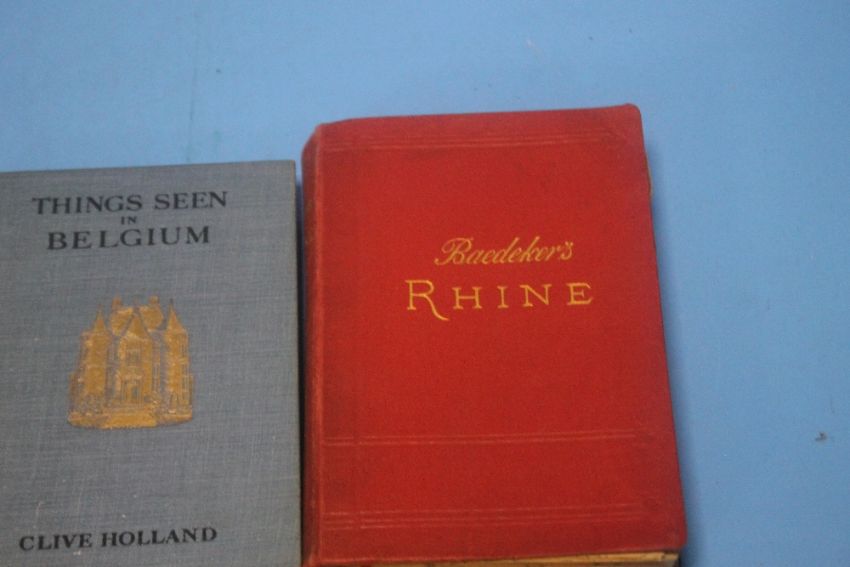 THINGS SEEN
IN
BELGIUM
CLIVE HOLLAND
Baedeker's
RHINE